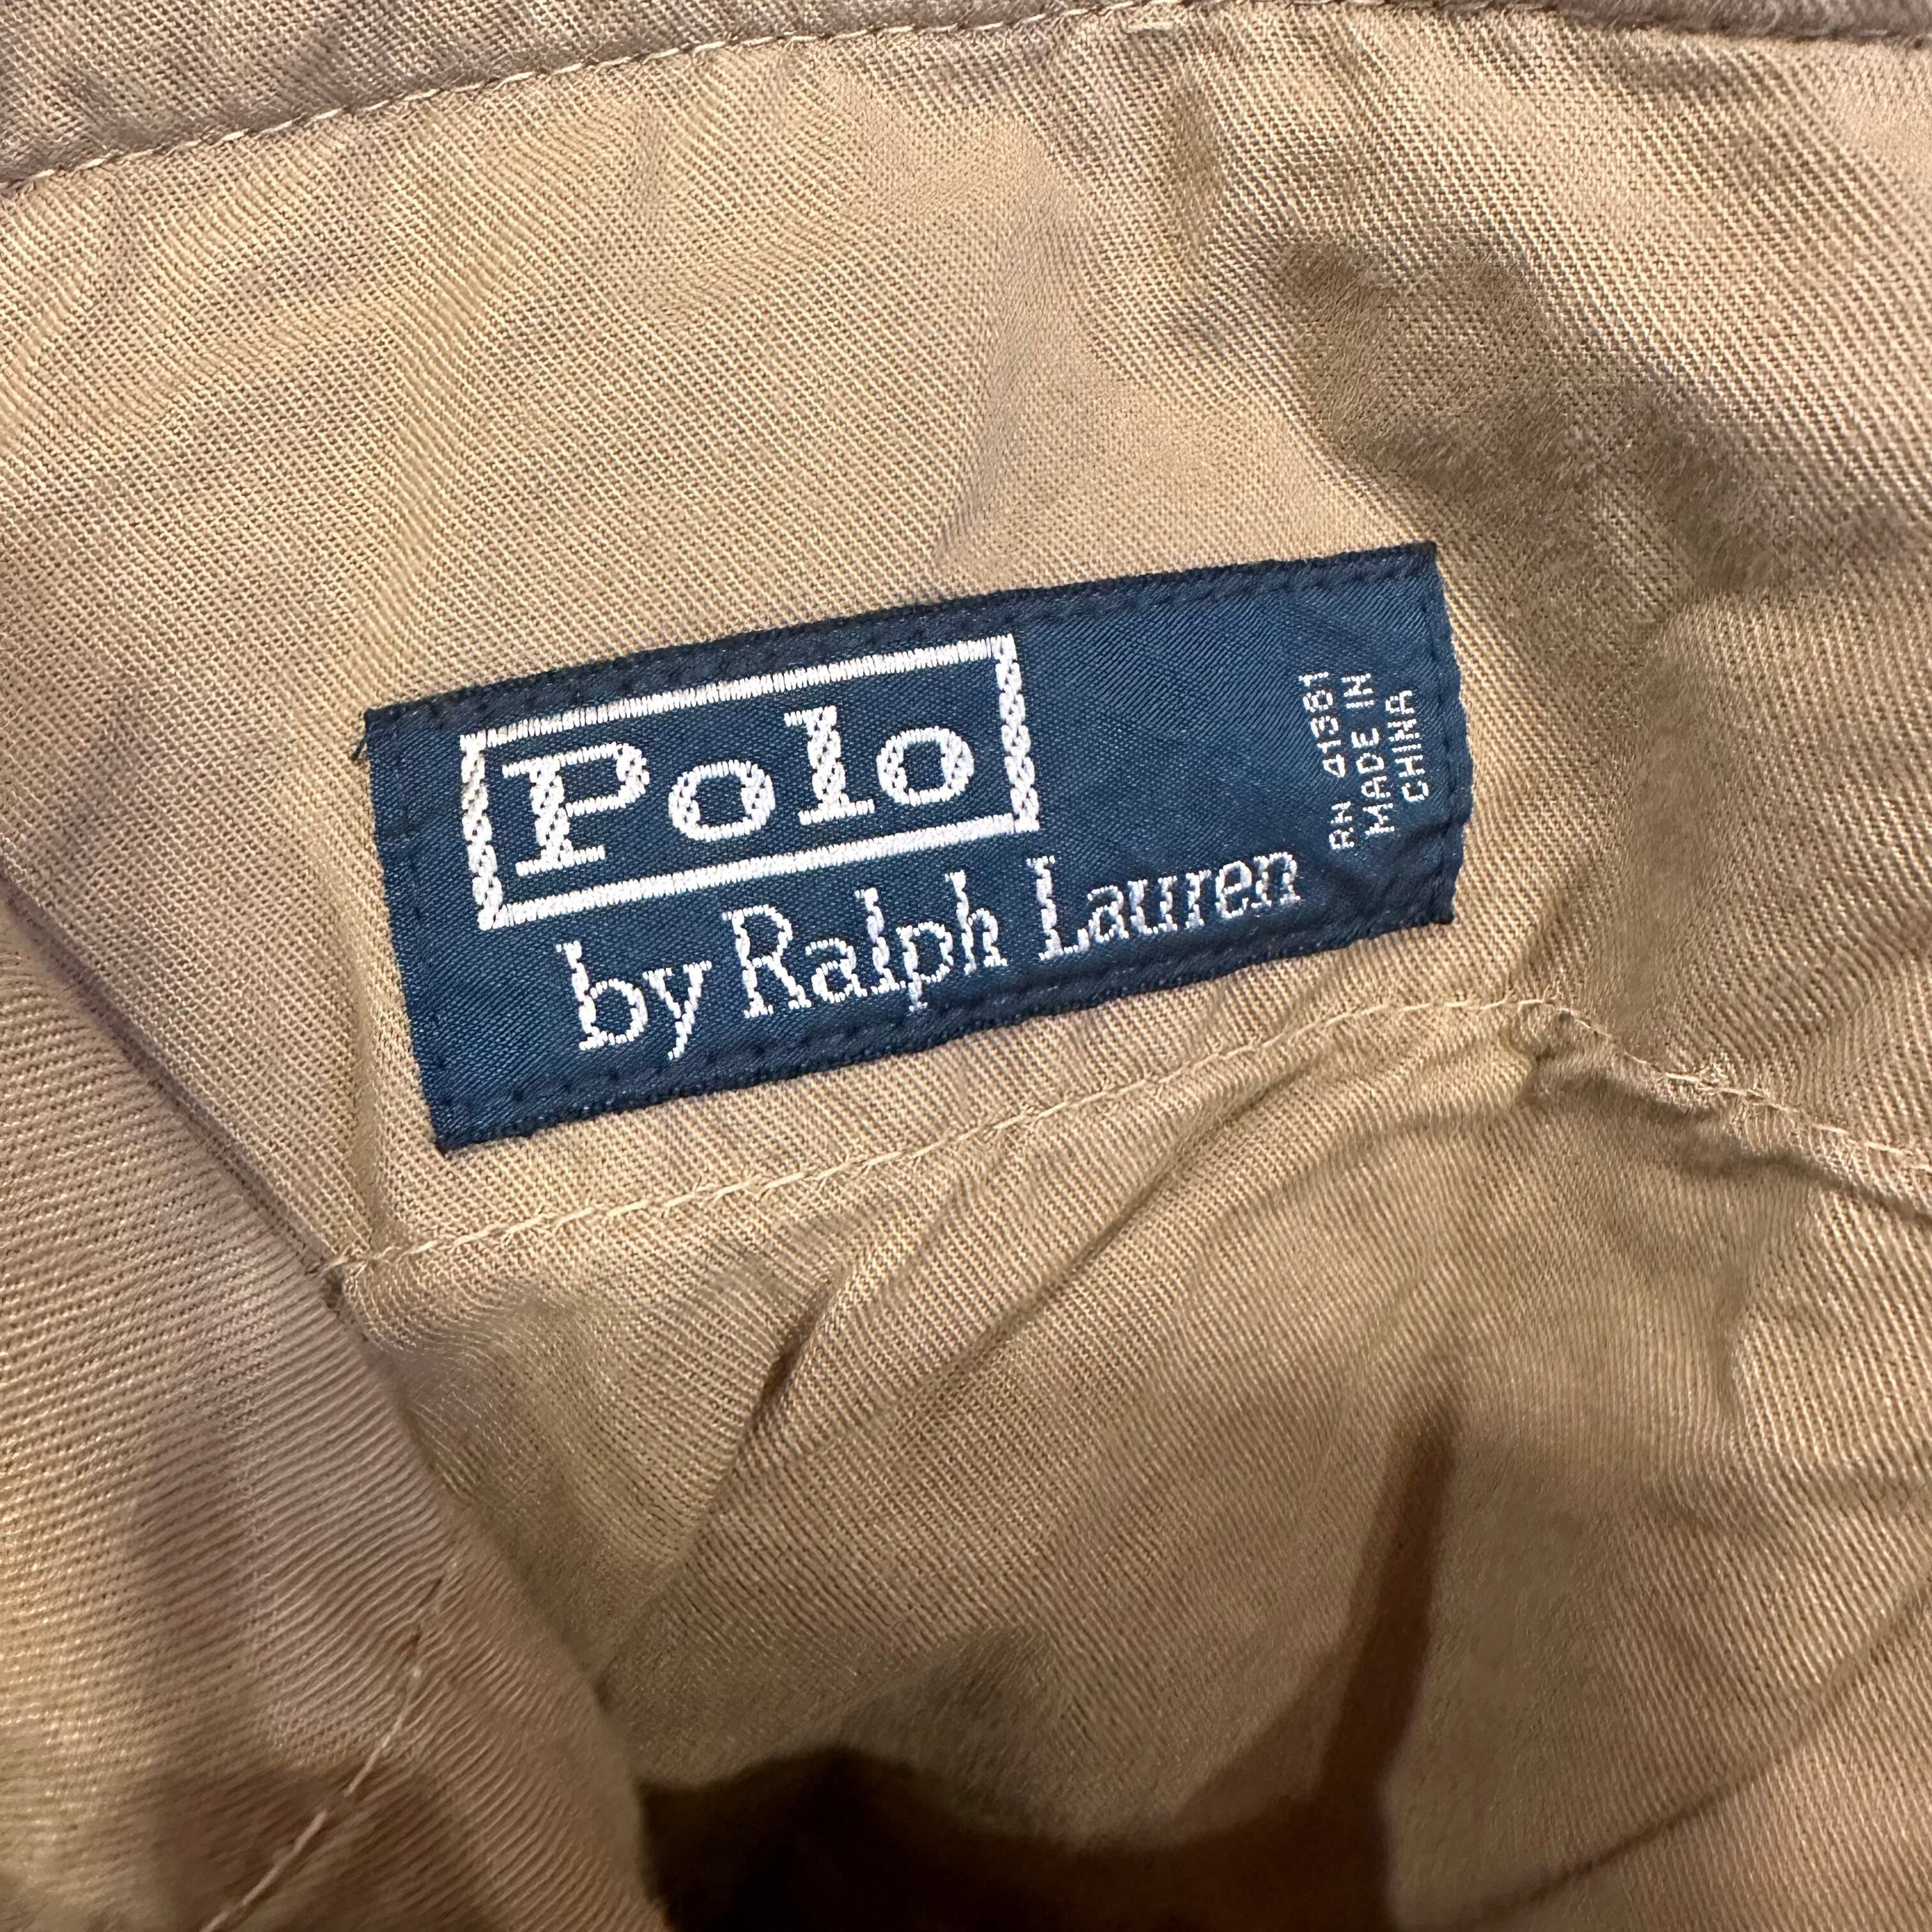 Polo
by Ralph Lauren
RN 41381
MADE IN
CHINA